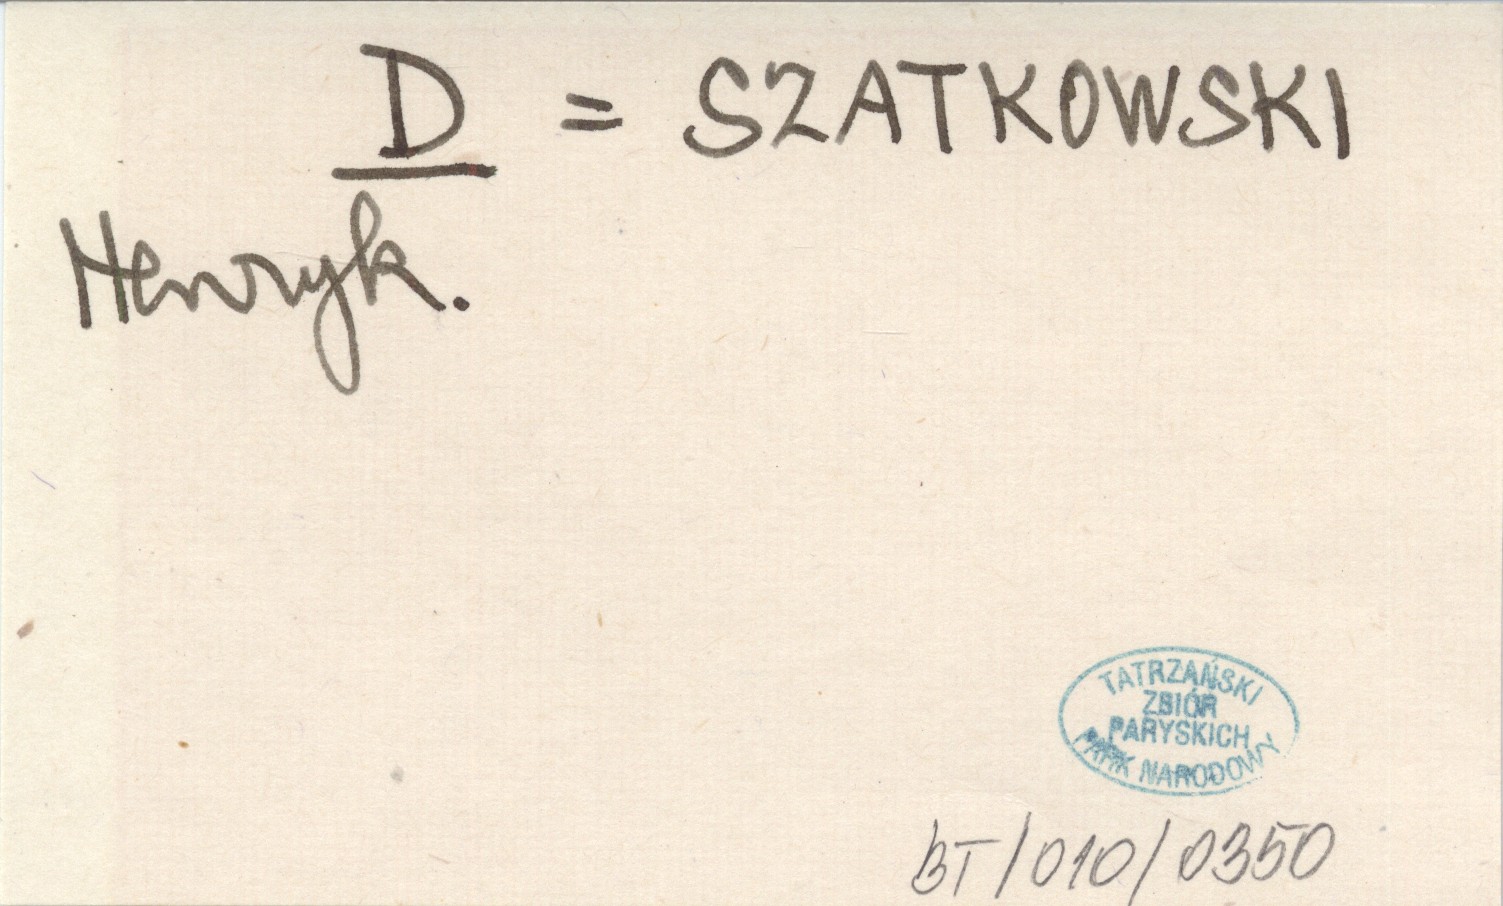 D = SZATKOWSKI
Henryk.
TATRZAŃSKI
ZBIÓR
PARYSKICH
PARK NARODOWY
BT/010/0350